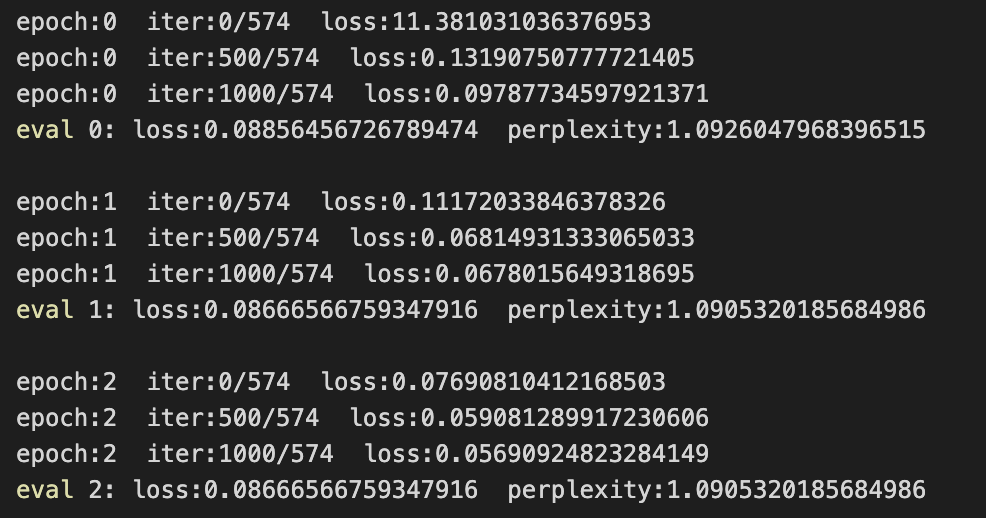 epoch:0  iter:0/574  loss:11.381031036376953
epoch:0  iter:500/574  loss:0.13190750777721405
epoch:0  iter:1000/574  loss:0.09787734597921371
eval 0: loss:0.08856456726789474  perplexity:1.0926047968396515
epoch:1  iter:0/574  loss:0.11172033846378326
epoch:1  iter:500/574  loss:0.06814931333065033
epoch:1  iter:1000/574  loss:0.0678015649318695
eval 1: loss:0.08666566759347916  perplexity:1.0905320185684986
epoch:2  iter:0/574  loss:0.07690810412168503
epoch:2  iter:500/574  loss:0.059081289917230606
epoch:2  iter:1000/574  loss:0.05690924823284149
eval 2: loss:0.08666566759347916  perplexity:1.0905320185684986